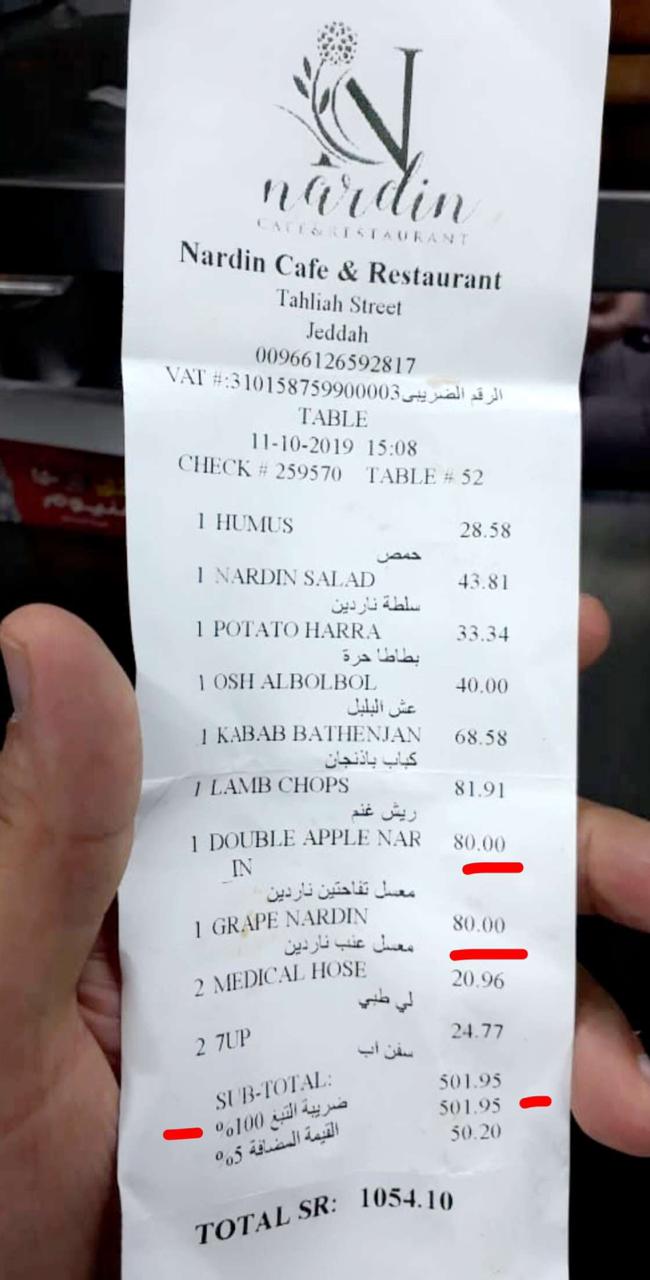 N
nardin
CAFE & RESTAURANT
Nardin Cafe & Restaurant
Tahliah Street
Jeddah
00966126592817
VAT #:310158759900003الرقم الضريبى
TABLE
11-10-2019 15:08
CHECK # 259570 TABLE # 52
1 HUMUS 28.58
حمص
1 NARDIN SALAD 43.81
سلطة ناردين
1 POTATO HARRA 33.34
بطاطا حرة
1 OSH ALBOLBOL 40.00
عش البلبل
1 KABAB BATHENJAN 68.58
كباب باذنجان
1 LAMB CHOPS 81.91
ريش غنم
1 DOUBLE APPLE NAR 80.00
_IN
معسل تفاحتين ناردين
1 GRAPE NARDIN 80.00
معسل عنب ناردين
2 MEDICAL HOSE 20.96
لي طبي
2 7UP 24.77
سفن اب
SUB-TOTAL: 501.95
ضريبة التبغ 100% 501.95
القيمة المضافة 5% 50.20
TOTAL SR: 1054.10